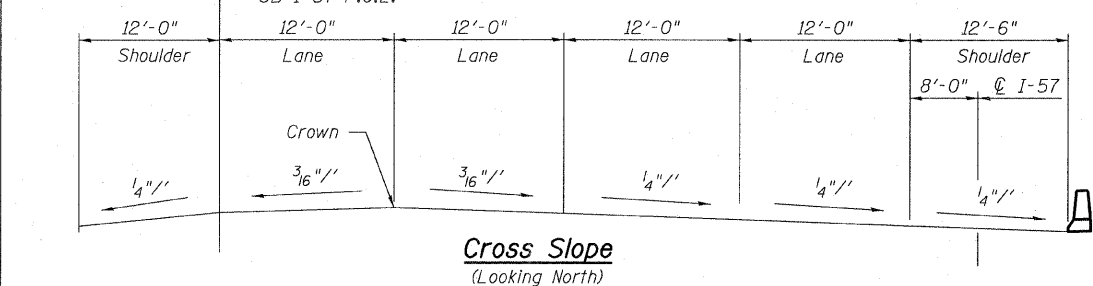 SB I-57 P.G.L.
12'-0" 12'-0" 12'-0" 12'-0" 12'-0" 12'-6"
Shoulder Lane Lane Lane Lane Shoulder
8'-0" ℄ I-57
Crown
1/4"/' 3/16"/' 3/16"/' 1/4"/' 1/4"/' 1/4"/'
Cross Slope
(Looking North)